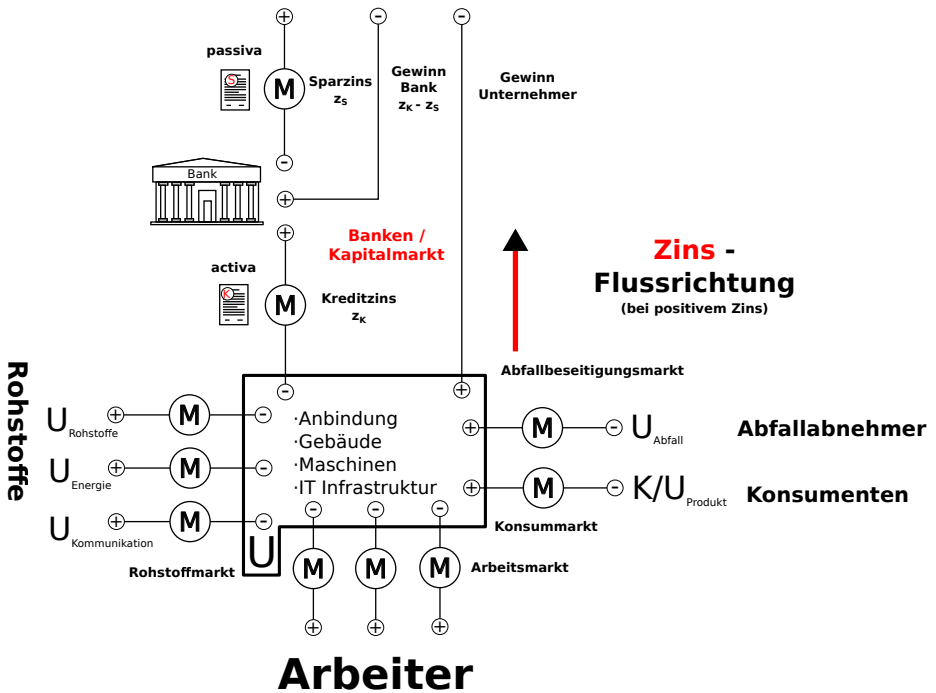 passiva
S
M
Sparzins
zS
Gewinn
Bank
zK - zS
Gewinn
Unternehmer
Bank
Banken /
Kapitalmarkt
Zins -
Flussrichtung
(bei positivem Zins)
activa
K
M
Kreditzins
zK
Abfallbeseitigungsmarkt
Rohstoffe
URohstoffe
M
UEnergie
M
UKommunikation
M
Rohstoffmarkt
·Anbindung
·Gebäude
·Maschinen
·IT Infrastruktur
U
M
UAbfall
Abfallabnehmer
M
K/UProdukt
Konsumenten
Konsummarkt
M
M
M
Arbeitsmarkt
Arbeiter